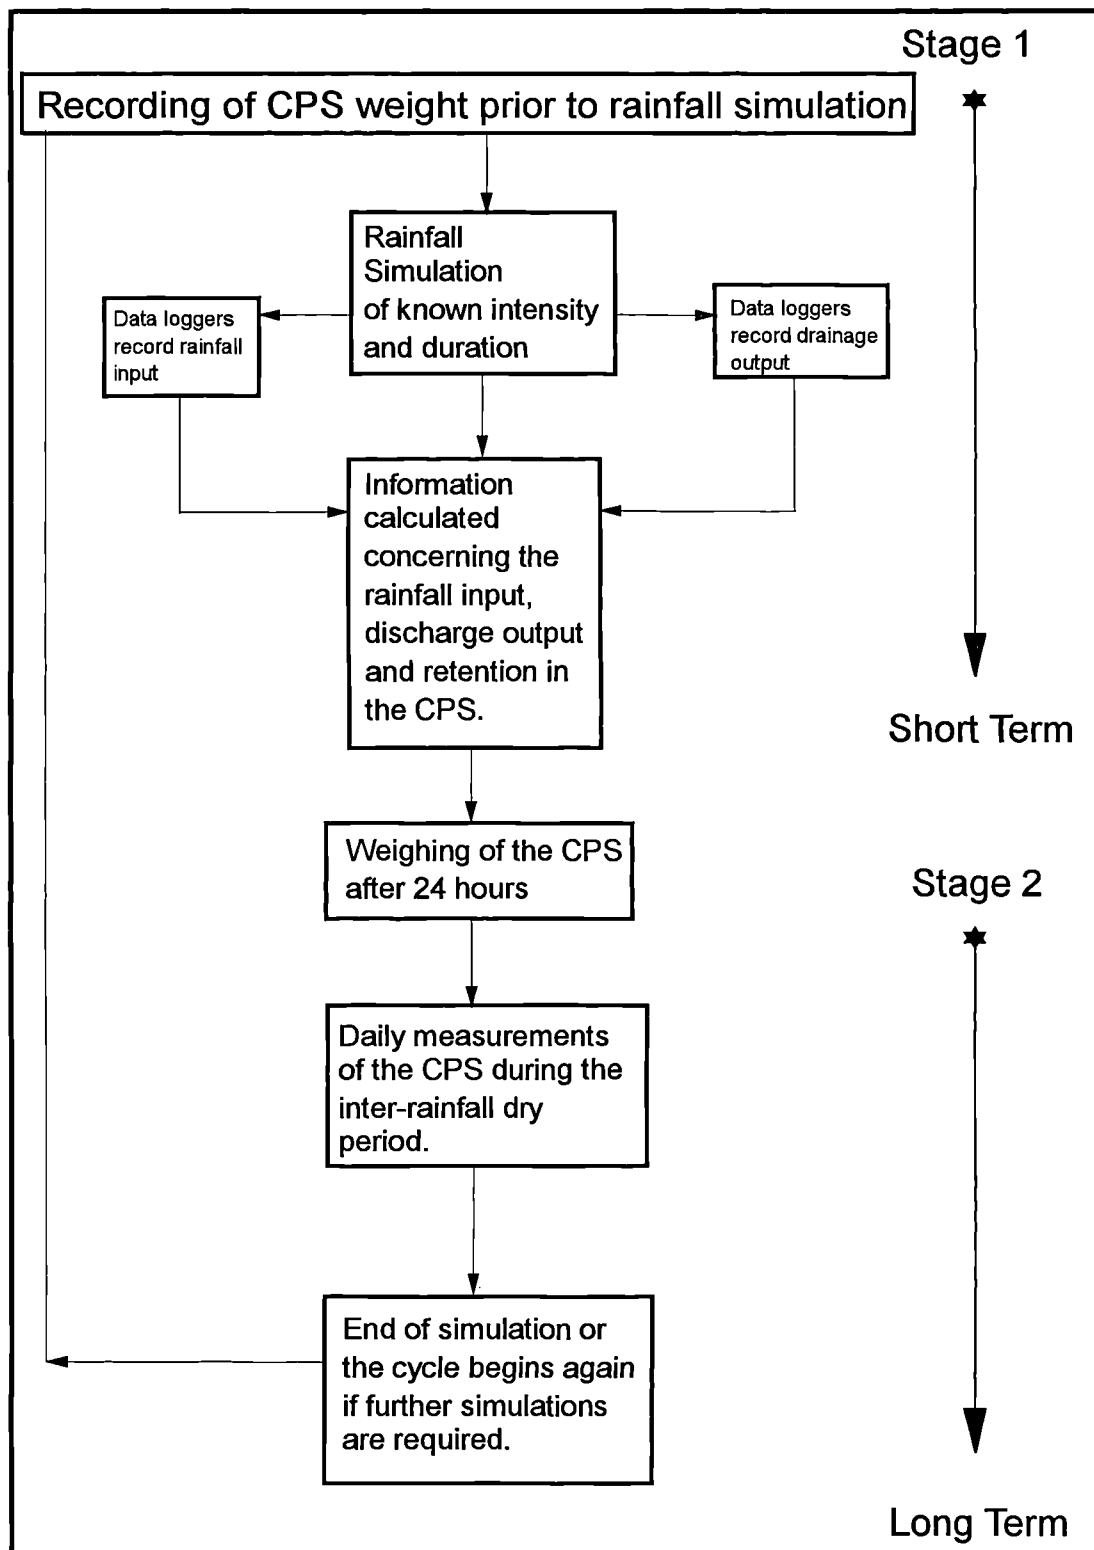 Stage 1
Recording of CPS weight prior to rainfall simulation
Rainfall
Simulation
of known intensity
and duration
Data loggers
record rainfall
input
Data loggers
record drainage
output
Information
calculated
concerning the
rainfall input,
discharge output
and retention in
the CPS.
Short Term
Weighing of the CPS
after 24 hours
Stage 2
Daily measurements
of the CPS during the
inter-rainfall dry
period.
End of simulation or
the cycle begins again
if further simulations
are required.
Long Term